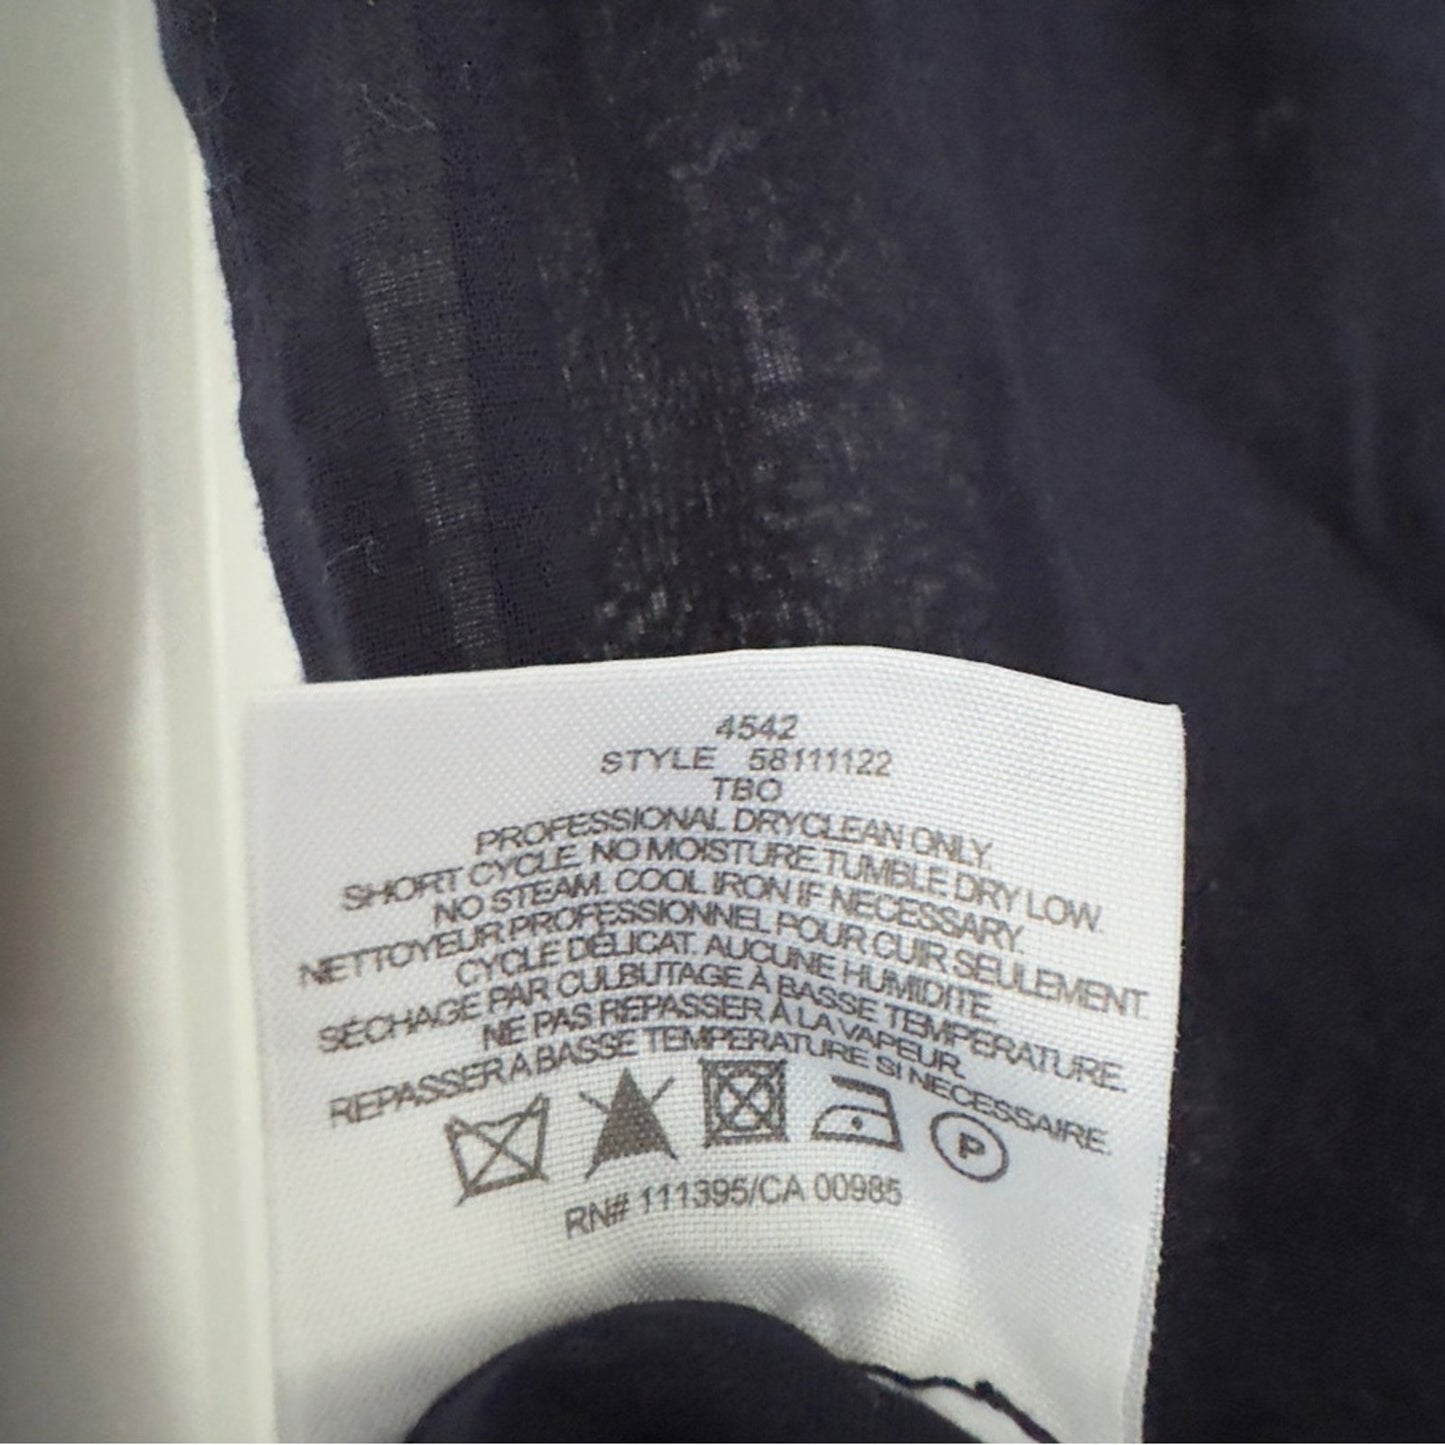 4542
STYLE 58111122
TBO
PROFESSIONAL DRYCLEAN ONLY.
SHORT CYCLE. NO MOISTURE TUMBLE DRY LOW.
NO STEAM. COOL IRON IF NECESSARY.
NETTOYEUR PROFESSIONNEL POUR CUIR SEULEMENT.
CYCLE DÉLICAT. AUCUNE HUMIDITE.
SÉCHAGE PAR CULBUTAGE À BASSE TEMPERATURE.
NE PAS REPASSER À LA VAPEUR.
REPASSER A BASSE TEMPERATURE SI NECESSAIRE.
P
RN# 111395/CA 00985